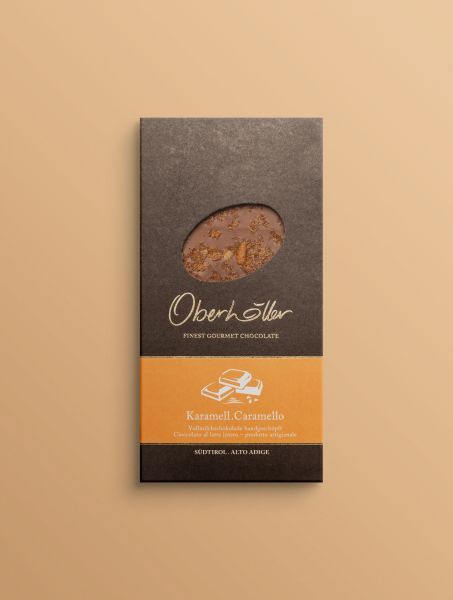 Oberhöller
FINEST GOURMET CHOCOLATE
Karamell.Caramello
Vollmilchschokolade handgeschöpft
Cioccolato al latte intero – prodotto artigianale
SÜDTIROL . ALTO ADIGE